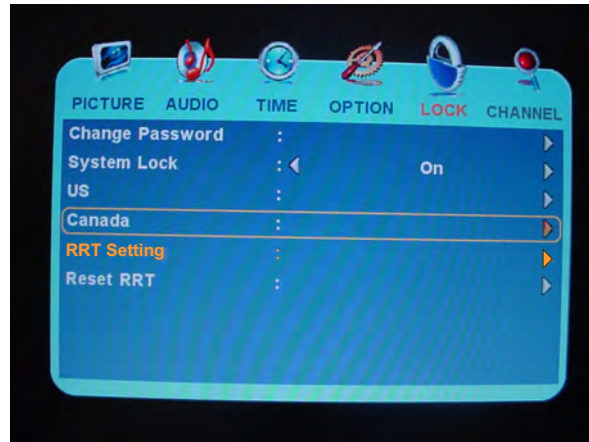 PICTURE AUDIO TIME OPTION LOCK CHANNEL
Change Password :
System Lock : On
US :
Canada :
RRT Setting :
Reset RRT :